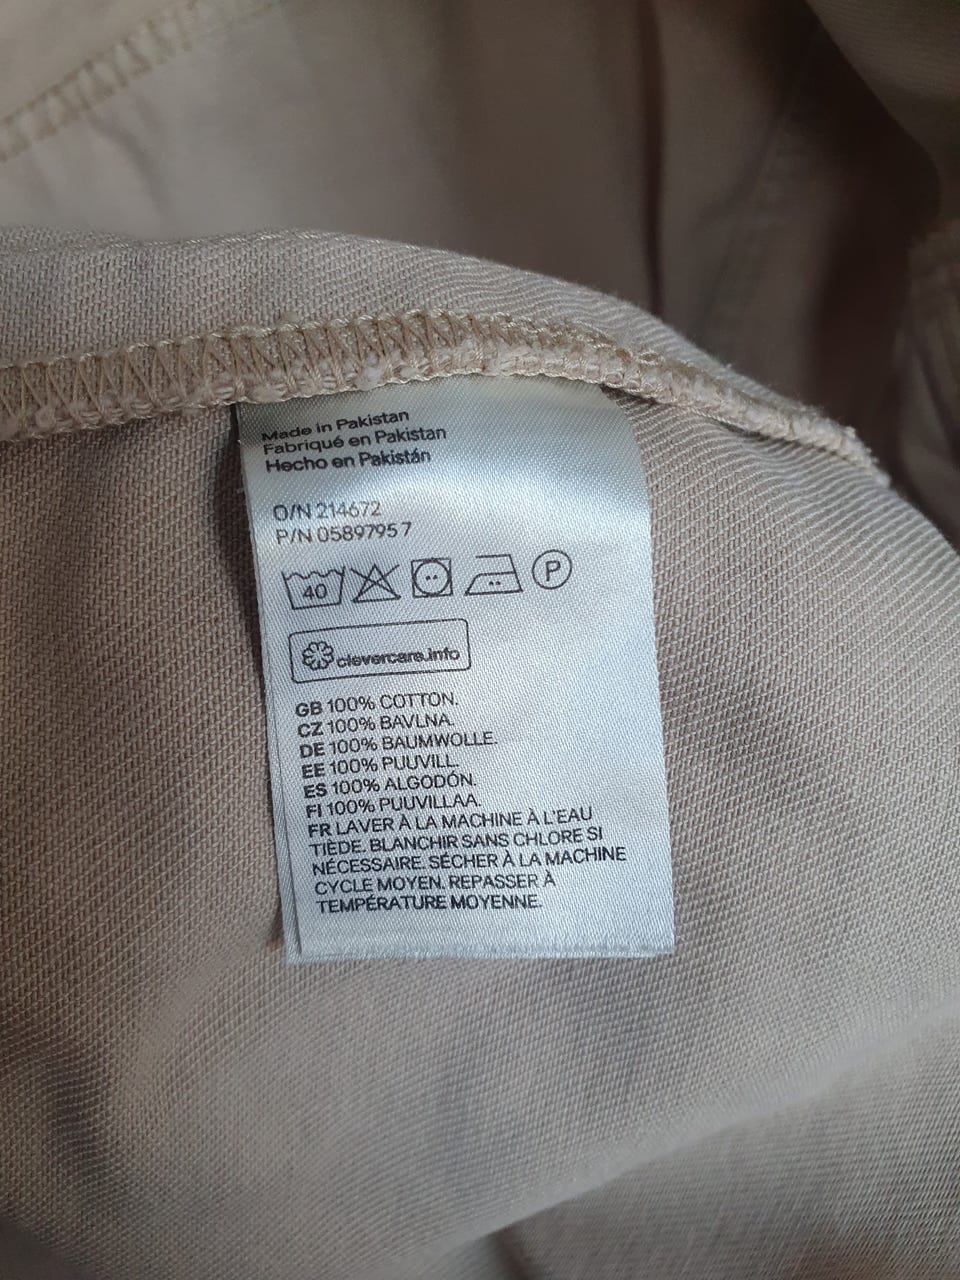 Made in Pakistan
Fabriqué en Pakistan
Hecho en Pakistán
O/N 214672
P/N 05897957
40 P
clevercare.info
GB 100% COTTON.
CZ 100% BAVLNA.
DE 100% BAUMWOLLE.
EE 100% PUUVILL.
ES 100% ALGODÓN.
FI 100% PUUVILLAA.
FR LAVER À LA MACHINE À L'EAU
TIÈDE. BLANCHIR SANS CHLORE SI
NÉCESSAIRE. SÉCHER À LA MACHINE
CYCLE MOYEN. REPASSER À
TEMPÉRATURE MOYENNE.